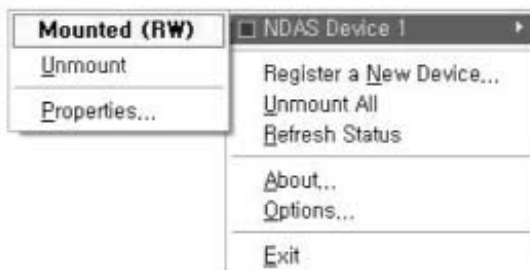 Mounted (RW)
Unmount
Properties...
NDAS Device 1
Register a New Device...
Unmount All
Refresh Status
About...
Options...
Exit